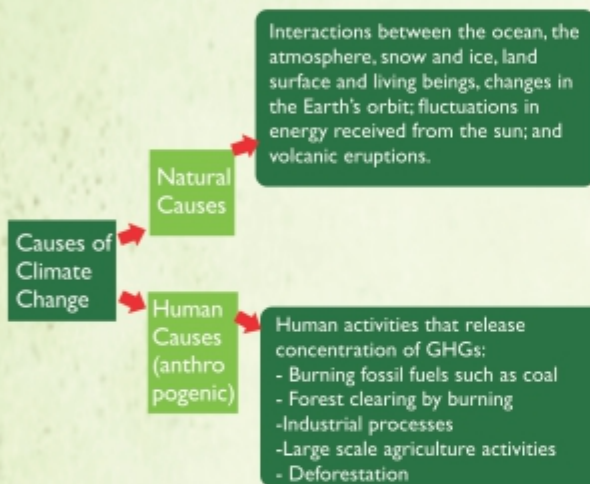 Interactions between the ocean, the
atmosphere, snow and ice, land
surface and living beings, changes in
the Earth's orbit; fluctuations in
energy received from the sun; and
volcanic eruptions.
Natural
Causes
Causes of
Climate
Change
Human
Causes
(anthro
pogenic)
Human activities that release
concentration of GHGs:
- Burning fossil fuels such as coal
- Forest clearing by burning
-Industrial processes
-Large scale agriculture activities
- Deforestation